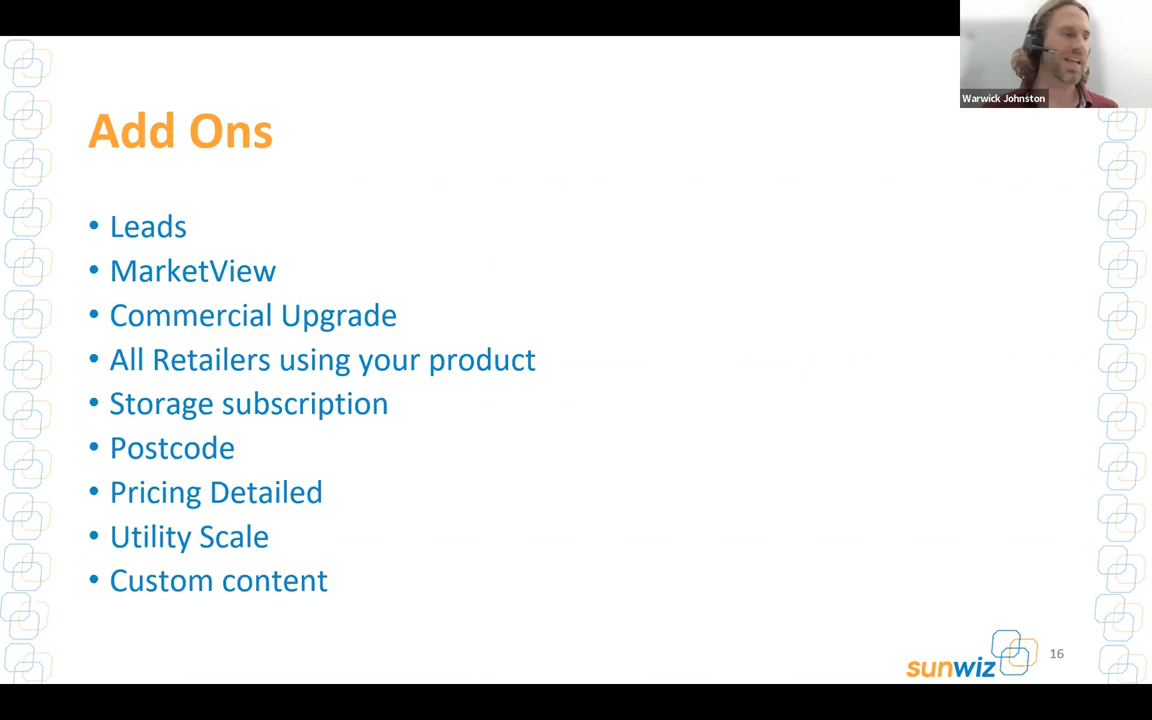 Warwick Johnston
Add Ons
• Leads
• MarketView
• Commercial Upgrade
• All Retailers using your product
• Storage subscription
• Postcode
• Pricing Detailed
• Utility Scale
• Custom content
sunwiz
16